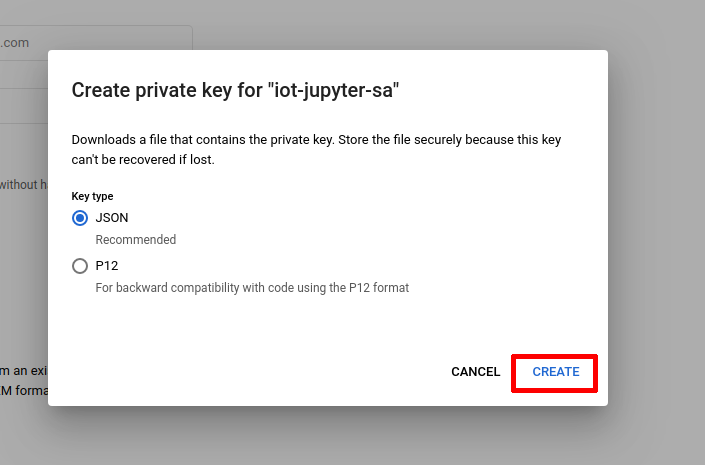 .com
Create private key for "iot-jupyter-sa"
Downloads a file that contains the private key. Store the file securely because this key
can't be recovered if lost.
without h
Key type
JSON
Recommended
P12
For backward compatibility with code using the P12 format
m an exi
CANCEL CREATE
M forma